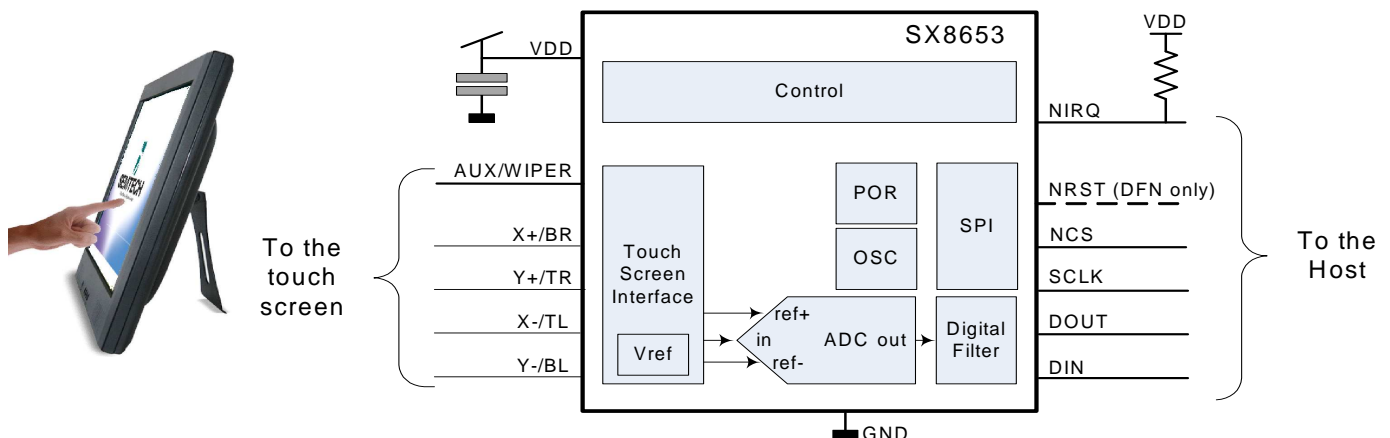 SX8653
VDD
VDD
Control
NIRQ
AUX/WIPER
POR
SPI
NRST (DFN only)
X+/BR
NCS
OSC
To the
touch
screen
Touch
Screen
Interface
To the
Host
Y+/TR
SCLK
X-/TL
ref+
in
ref-
ADC out
Digital
Filter
DOUT
Vref
Y-/BL
DIN
GND
SEMTECH